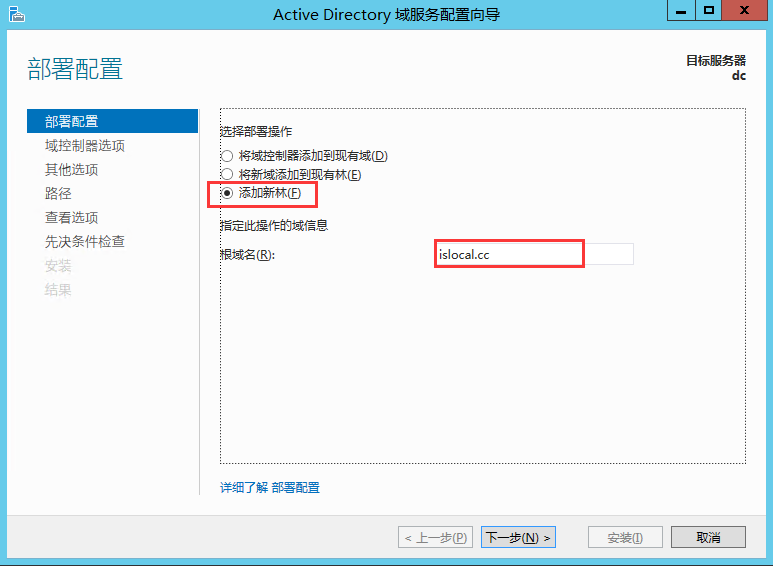 Active Directory 域服务配置向导
部署配置
目标服务器
dc
部署配置
域控制器选项
其他选项
路径
查看选项
先决条件检查
安装
结果
选择部署操作
将域控制器添加到现有域(D)
将新域添加到现有林(E)
添加新林(F)
指定此操作的域信息
根域名(R):
islocal.cc
详细了解 部署配置
< 上一步(P)
下一步(N) >
安装(I)
取消